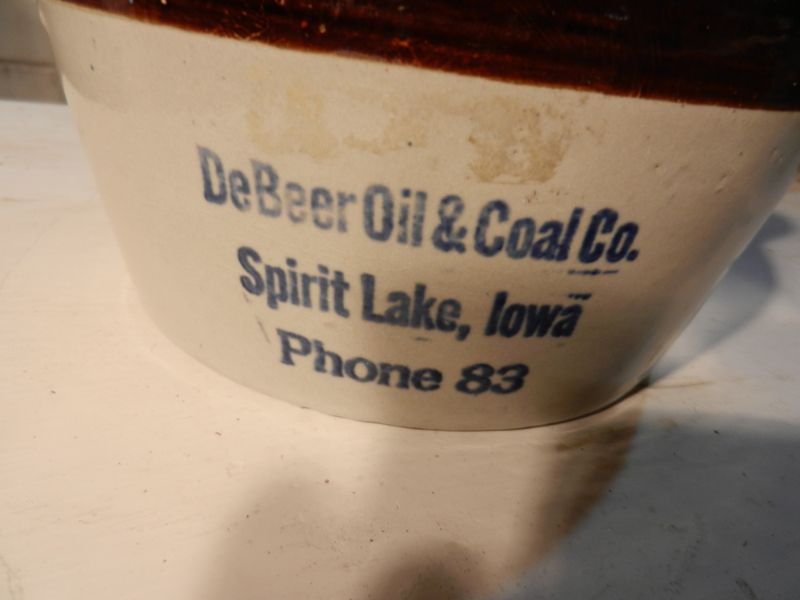 DeBeer Oil & Coal Co.
Spirit Lake, Iowa
Phone 83